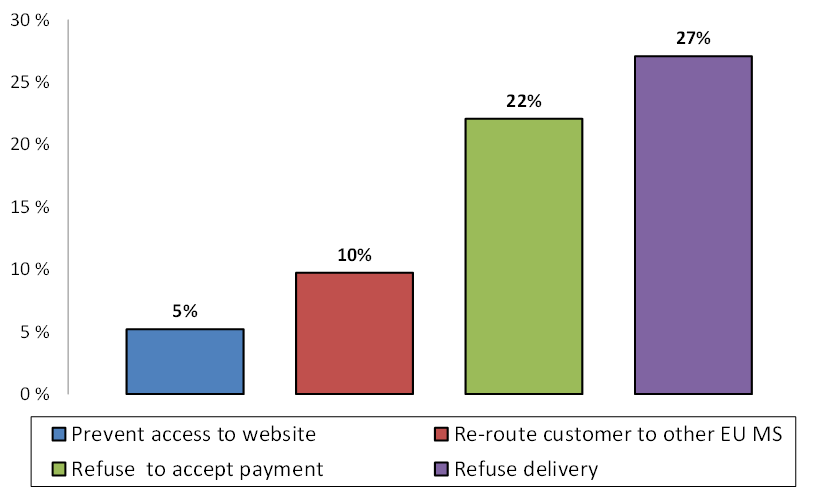 30 %
27%
25 %
22%
20 %
15 %
10 %
10%
5%
5 %
0 %
Prevent access to website
Re-route customer to other EU MS
Refuse  to accept payment
Refuse delivery